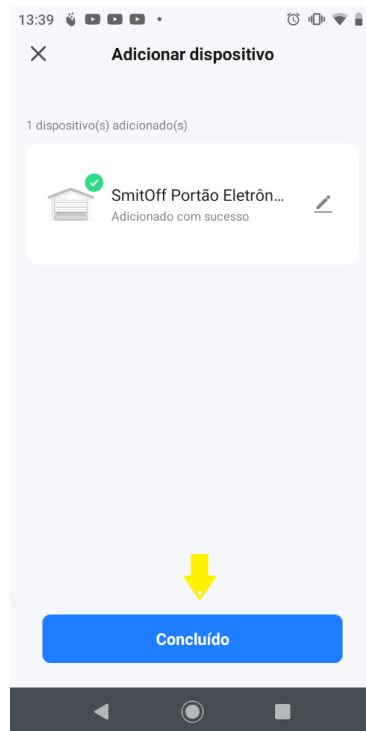 13:39
Adicionar dispositivo
1 dispositivo(s) adicionado(s)
SmitOff Portão Eletrôn...
Adicionado com sucesso
Concluído